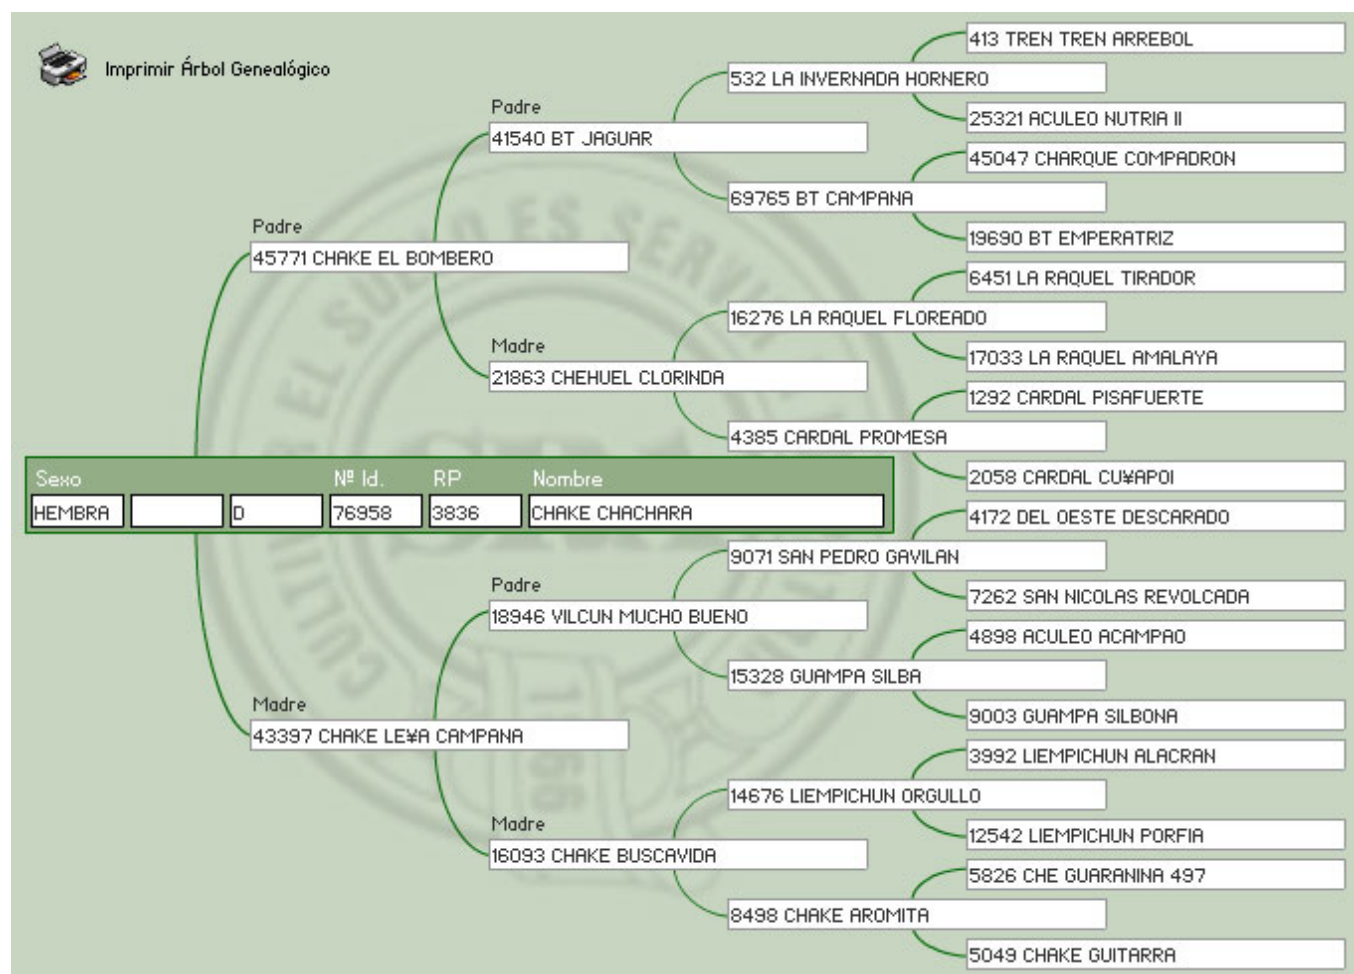 Imprimir Árbol Genealógico
413 TREN TREN ARREBOL
532 LA INVERNADA HORNERO
Padre
25321 ACULEO NUTRIA II
41540 BT JAGUAR
45047 CHARQUE COMPADRON
69765 BT CAMPANA
Padre
19690 BT EMPERATRIZ
45771 CHAKE EL BOMBERO
6451 LA RAQUEL TIRADOR
16276 LA RAQUEL FLOREADO
Madre
17033 LA RAQUEL AMALAYA
21863 CHEHUEL CLORINDA
1292 CARDAL PISAFUERTE
4385 CARDAL PROMESA
2058 CARDAL CU¥APOI
Sexo Nº Id. RP Nombre
HEMBRA D 76958 3836 CHAKE CHACHARA
4172 DEL OESTE DESCARADO
9071 SAN PEDRO GAVILAN
Padre
7262 SAN NICOLAS REVOLCADA
18946 VILCUN MUCHO BUENO
4898 ACULEO ACAMPAO
15328 GUAMPA SILBA
Madre
9003 GUAMPA SILBONA
43397 CHAKE LE¥A CAMPANA
3992 LIEMPICHUN ALACRAN
14676 LIEMPICHUN ORGULLO
Madre
12542 LIEMPICHUN PORFIA
16093 CHAKE BUSCAVIDA
5826 CHE GUARANINA 497
8498 CHAKE AROMITA
5049 CHAKE GUITARRA